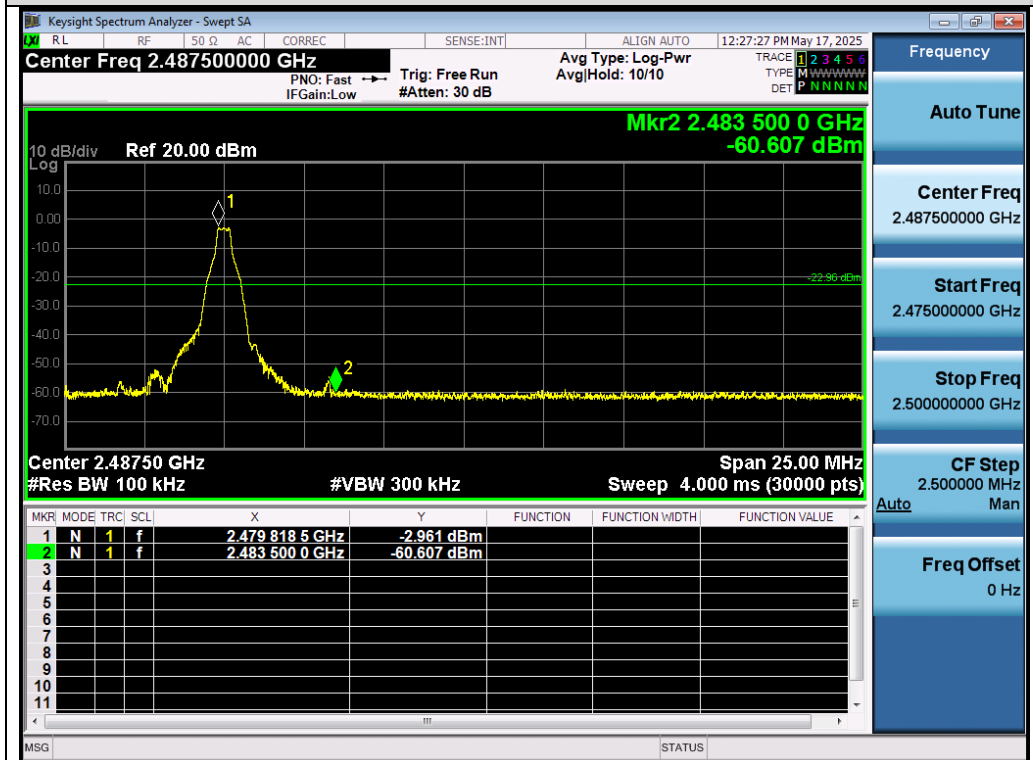 Keysight Spectrum Analyzer - Swept SA
LXI RL RF 50 Ω AC CORREC SENSE:INT ALIGN AUTO 12:27:27 PM May 17, 2025
Center Freq 2.487500000 GHz
PNO: Fast
IFGain:Low
Trig: Free Run
#Atten: 30 dB
Avg Type: Log-Pwr
Avg|Hold: 10/10
TRACE 1 2 3 4 5 6
TYPE M WWWWW
DET P N N N N N
Frequency
Auto Tune
Center Freq
2.487500000 GHz
Start Freq
2.475000000 GHz
Stop Freq
2.500000000 GHz
CF Step
2.500000 MHz
Auto Man
Freq Offset
0 Hz
Mkr2 2.483 500 0 GHz
-60.607 dBm
10 dB/div Ref 20.00 dBm
Log
10.0
0.00
-10.0
-20.0
-30.0
-40.0
-50.0
-60.0
-70.0
1
-22.96 dBm
2
Center 2.48750 GHz Span 25.00 MHz
#Res BW 100 kHz #VBW 300 kHz Sweep 4.000 ms (30000 pts)
MKR MODE TRC SCL X Y FUNCTION FUNCTION WIDTH FUNCTION VALUE
1 N 1 f 2.479 818 5 GHz -2.961 dBm
2 N 1 f 2.483 500 0 GHz -60.607 dBm
3
4
5
6
7
8
9
10
11
MSG STATUS